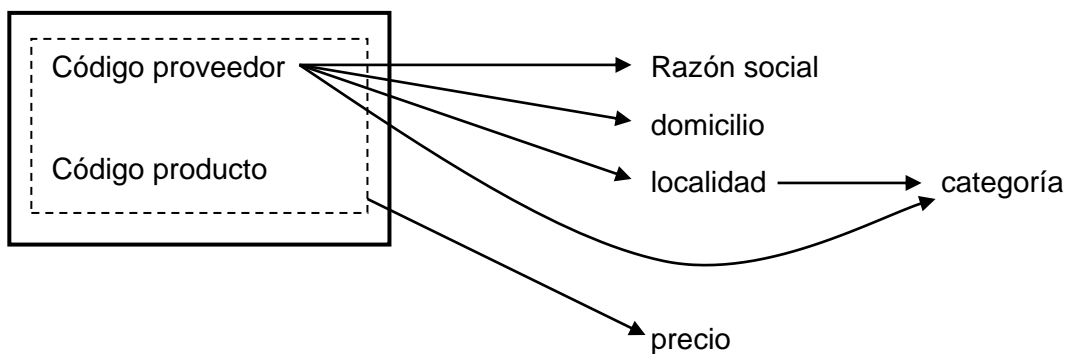 Código proveedor
Razón social
domicilio
Código producto
localidad
categoría
precio